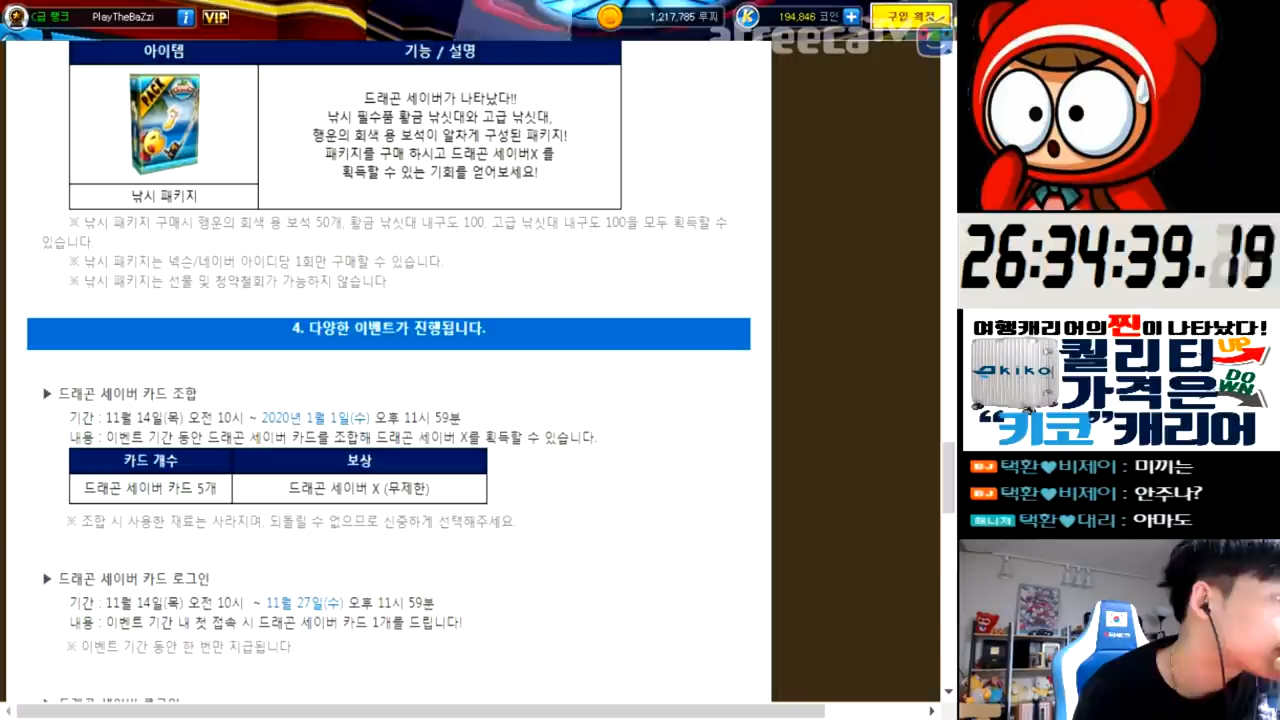 C급 랭크 PlayTheBaZzi VIP 1,217,785 루찌 194,846 코인 구입 확정
afreecaTV
아이템 기능 / 설명
PACK
드래곤 세이버가 나타났다!!
낚시 필수품 황금 낚싯대와 고급 낚싯대,
행운의 회색 용 보석이 알차게 구성된 패키지!
패키지를 구매 하시고 드래곤 세이버X 를
획득할 수 있는 기회를 얻어보세요!
낚시 패키지
※ 낚시 패키지 구매시 행운의 회색 용 보석 50개, 황금 낚싯대 내구도 100, 고급 낚싯대 내구도 100을 모두 획득할 수
있습니다.
※ 낚시 패키지는 넥슨/네이버 아이디당 1회만 구매할 수 있습니다.
※ 낚시 패키지는 선물 및 청약철회가 가능하지 않습니다
4. 다양한 이벤트가 진행됩니다.
▶ 드래곤 세이버 카드 조합
기간 : 11월 14일(목) 오전 10시 ~ 2020년 1월 1일(수) 오후 11시 59분
내용 : 이벤트 기간 동안 드래곤 세이버 카드를 조합해 드래곤 세이버 X를 획득할 수 있습니다.
카드 개수 보상
드래곤 세이버 카드 5개 드래곤 세이버 X (무제한)
※ 조합 시 사용한 재료는 사라지며, 되돌릴 수 없으므로 신중하게 선택해주세요.
▶ 드래곤 세이버 카드 로그인
기간 : 11월 14일(목) 오전 10시 ~ 11월 27일(수) 오후 11시 59분
내용 : 이벤트 기간 내 첫 접속 시 드래곤 세이버 카드 1개를 드립니다!
※ 이벤트 기간 동안 한 번만 지급됩니다
26:34:39.19
여행캐리어의 찐이 나타났다!
akiko
퀄리티 UP
가격은 DOWN
“키코”캐리어
BJ 택환♥비제이 : 미끼는
BJ 택환♥비제이 : 안주나?
매니저 택환♥대리 : 아마도